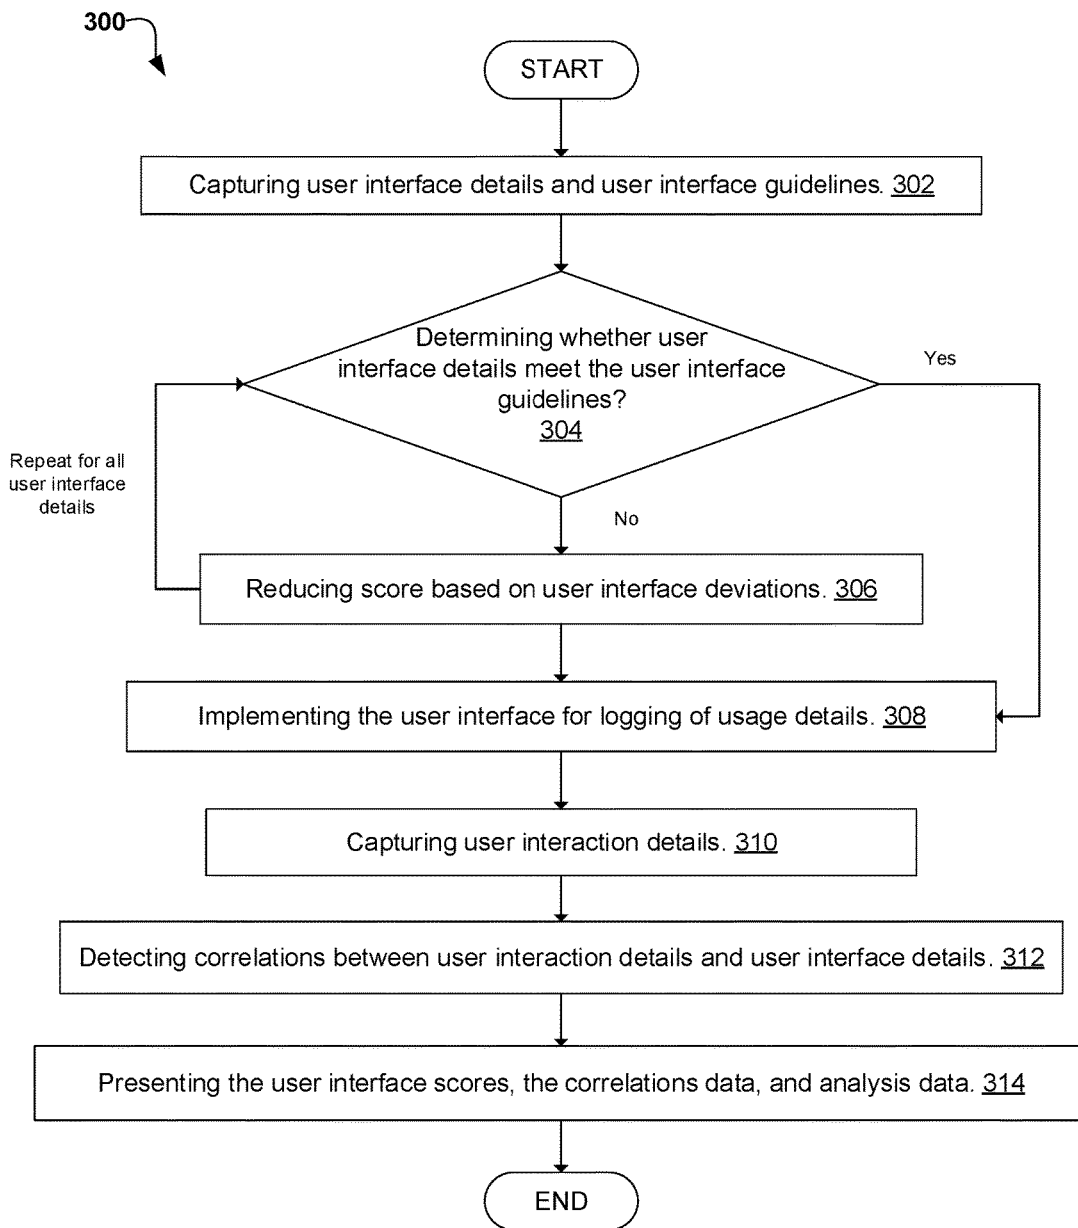 300
START
Capturing user interface details and user interface guidelines. 302
Determining whether user
interface details meet the user interface
guidelines?
304
Yes
Repeat for all
user interface
details
No
Reducing score based on user interface deviations. 306
Implementing the user interface for logging of usage details. 308
Capturing user interaction details. 310
Detecting correlations between user interaction details and user interface details. 312
Presenting the user interface scores, the correlations data, and analysis data. 314
END